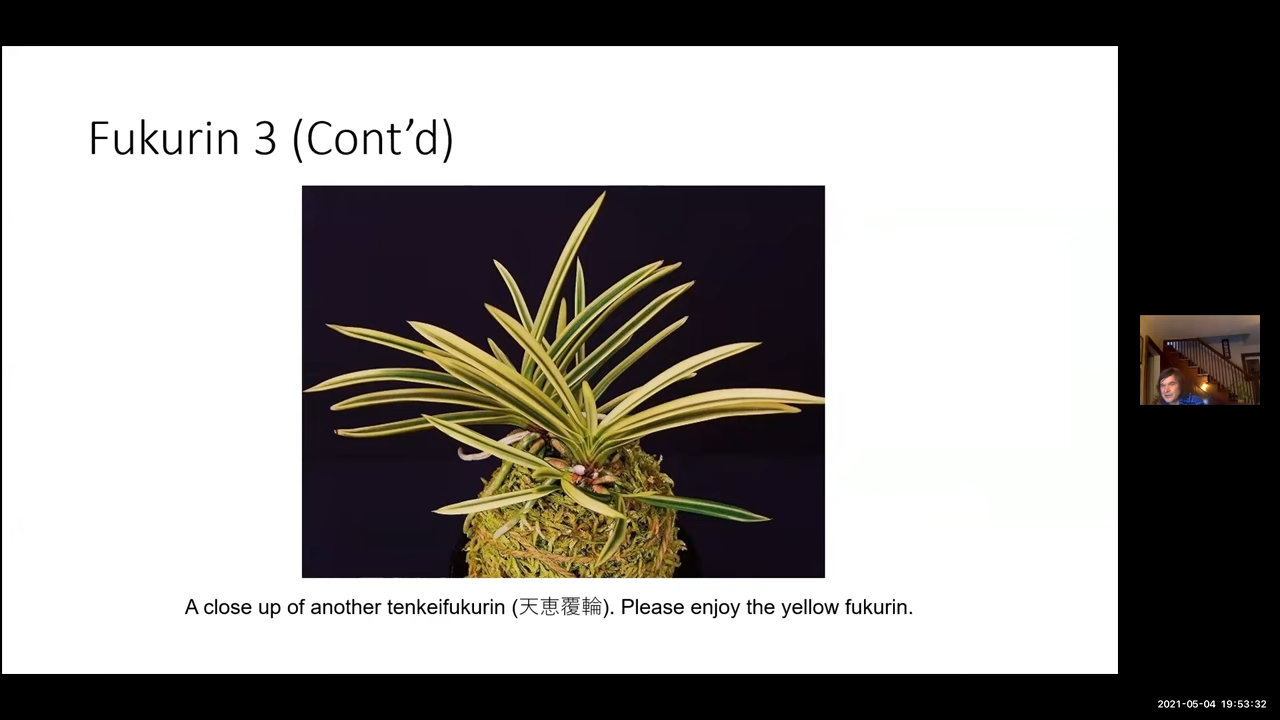 Fukurin 3 (Cont’d)
A close up of another tenkeifukurin (天恵覆輪). Please enjoy the yellow fukurin.
2021-05-04 19:53:32